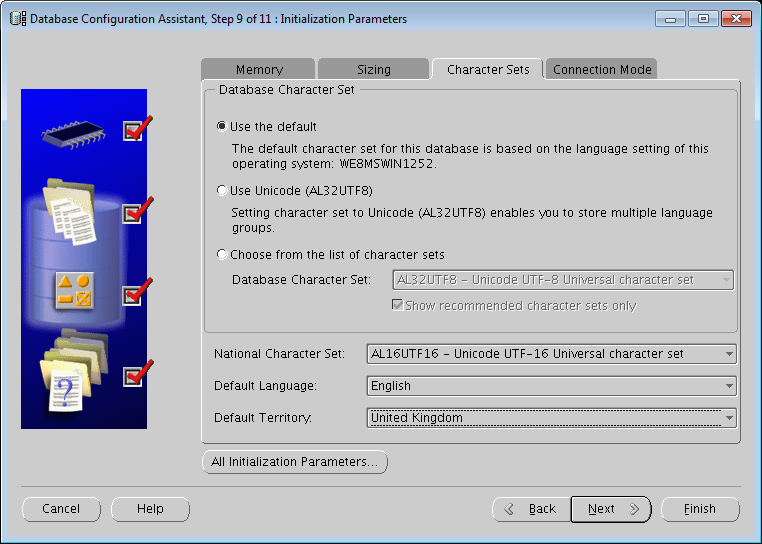 Database Configuration Assistant, Step 9 of 11 : Initialization Parameters
Memory
Sizing
Character Sets
Connection Mode
Database Character Set
Use the default
The default character set for this database is based on the language setting of this
operating system: WE8MSWIN1252.
Use Unicode (AL32UTF8)
Setting character set to Unicode (AL32UTF8) enables you to store multiple language
groups.
Choose from the list of character sets
Database Character Set: AL32UTF8 - Unicode UTF-8 Universal character set
Show recommended character sets only
National Character Set: AL16UTF16 - Unicode UTF-16 Universal character set
Default Language: English
Default Territory: United Kingdom
?
All Initialization Parameters...
Cancel
Help
Back
Next
Finish